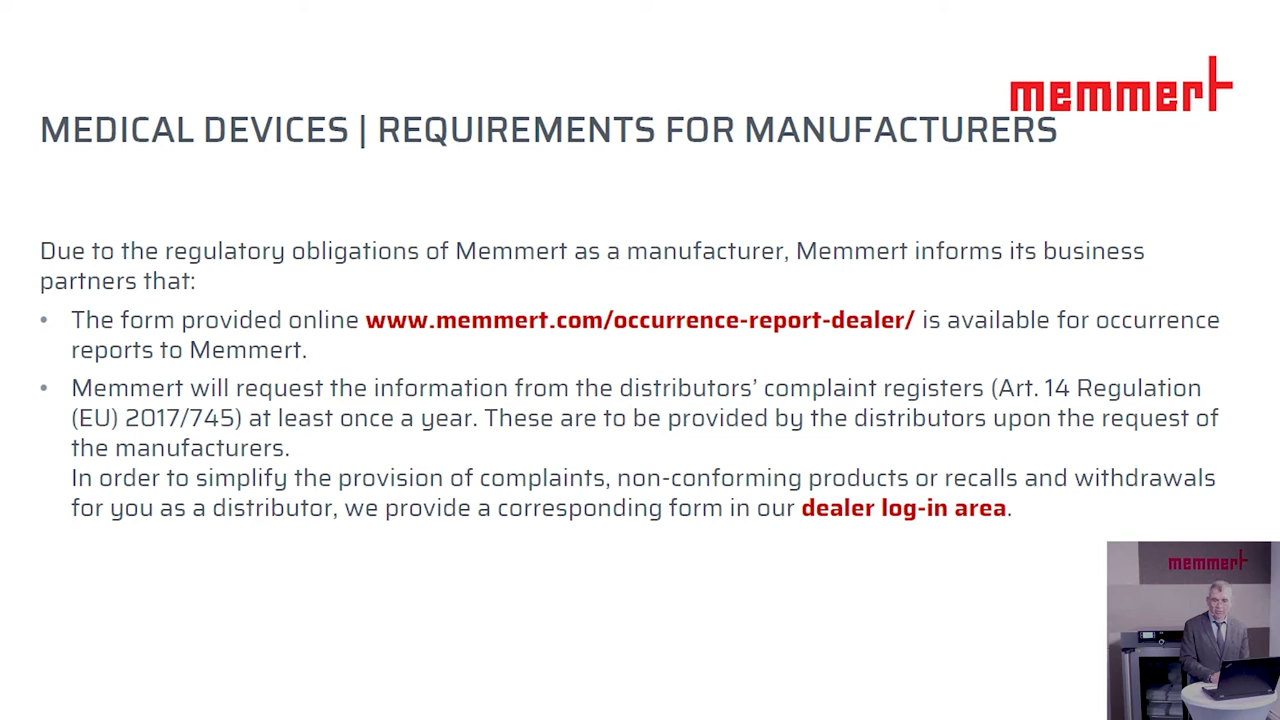 memmert
MEDICAL DEVICES | REQUIREMENTS FOR MANUFACTURERS
Due to the regulatory obligations of Memmert as a manufacturer, Memmert informs its business
partners that:
• The form provided online www.memmert.com/occurrence-report-dealer/ is available for occurrence
reports to Memmert.
• Memmert will request the information from the distributors’ complaint registers (Art. 14 Regulation
(EU) 2017/745) at least once a year. These are to be provided by the distributors upon the request of
the manufacturers.
In order to simplify the provision of complaints, non-conforming products or recalls and withdrawals
for you as a distributor, we provide a corresponding form in our dealer log-in area.
memmert